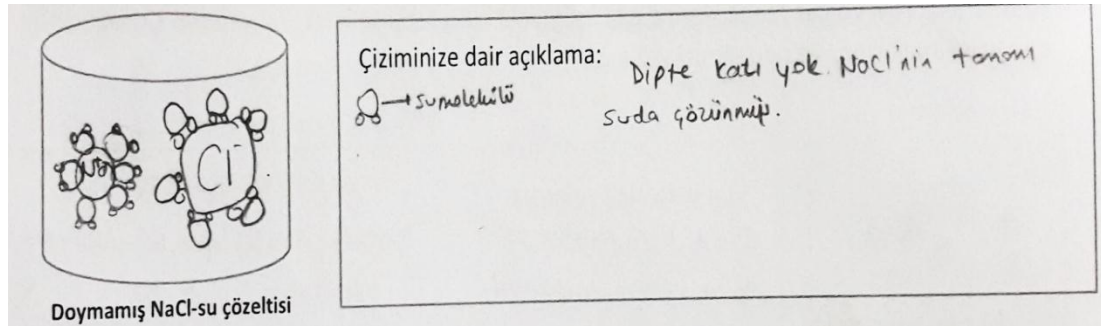 Çiziminize dair açıklama:
Dipte katı yok. NaCl'nin tamamı
suda çözünmüş.
→ su molekülü
Na+
Cl-
Doymamış NaCl-su çözeltisi